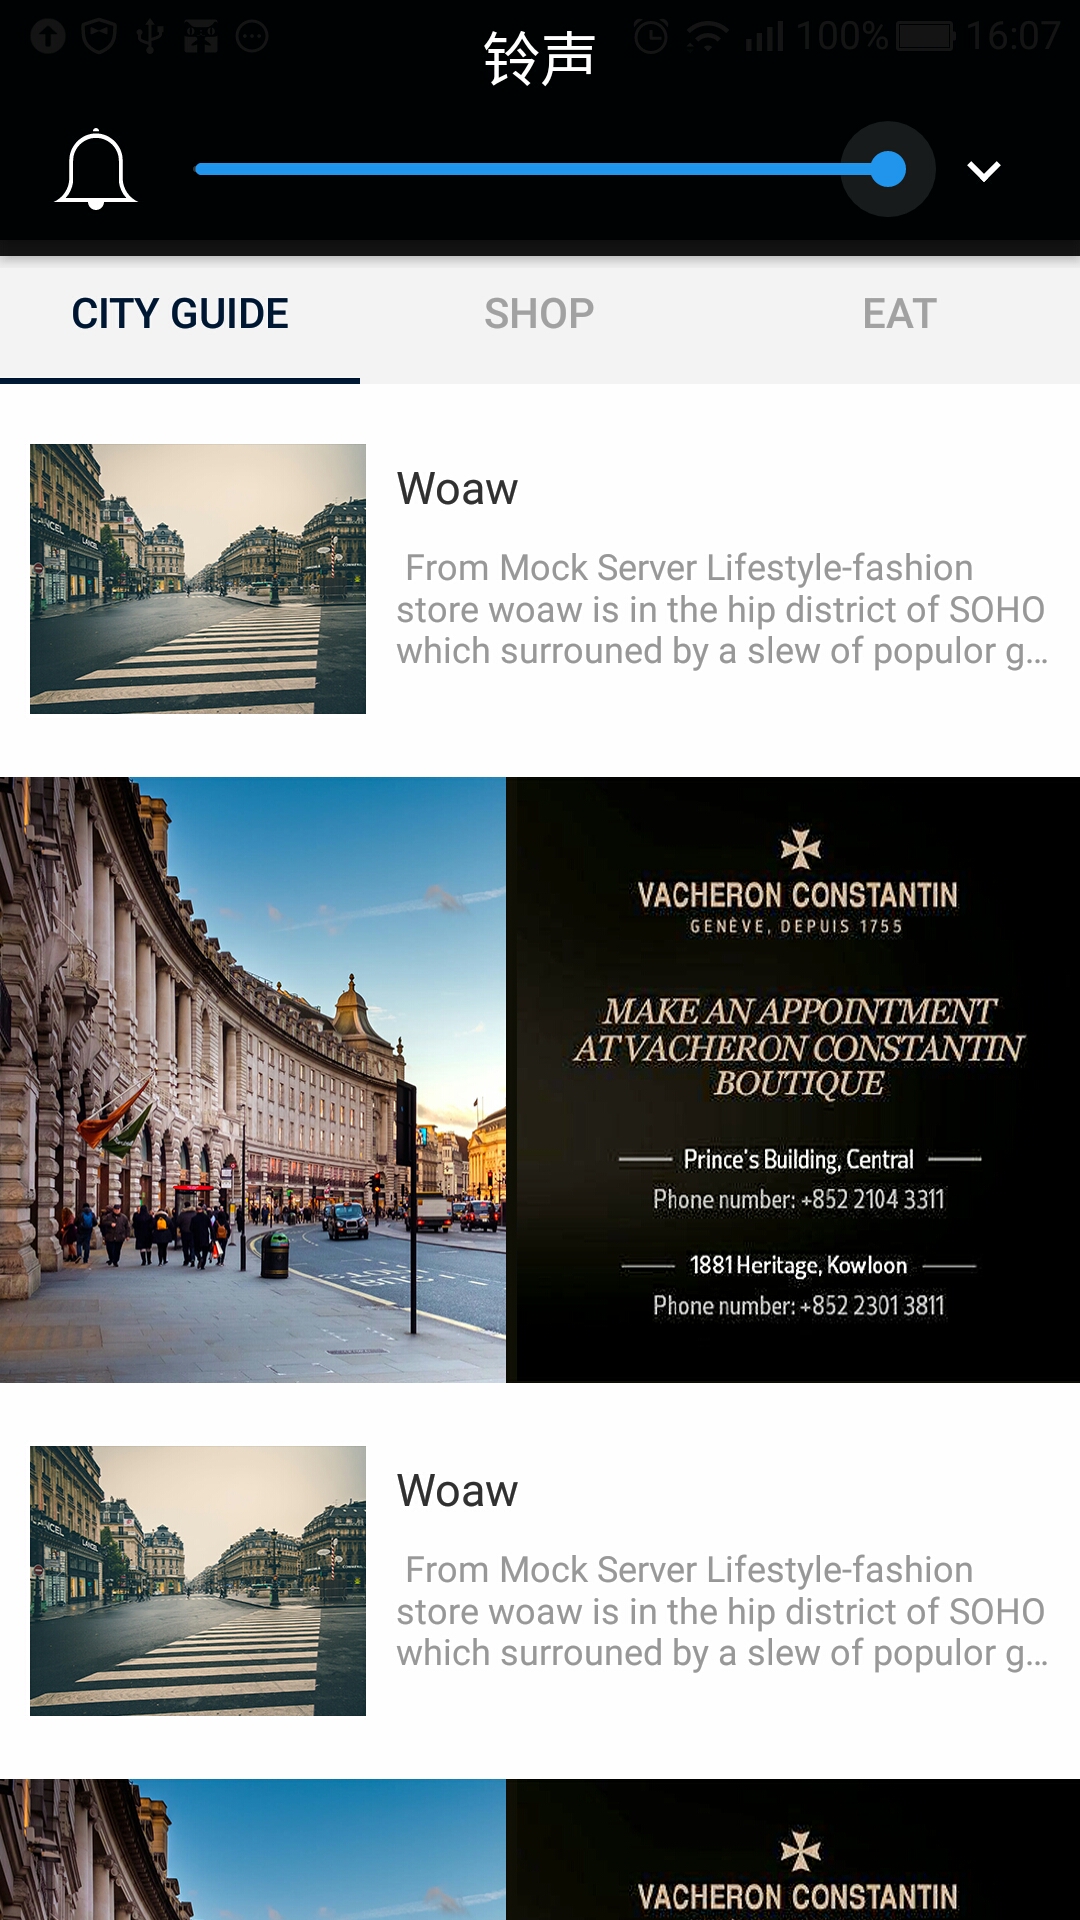 100% 16:07
铃声
CITY GUIDE SHOP EAT
LANCEL
Woaw
From Mock Server Lifestyle-fashion
store woaw is in the hip district of SOHO
which surrouned by a slew of populor g...
VACHERON CONSTANTIN
GENÈVE, DEPUIS 1755
MAKE AN APPOINTMENT
AT VACHERON CONSTANTIN
BOUTIQUE
Prince's Building, Central
Phone number: +852 2104 3311
1881 Heritage, Kowloon
Phone number: +852 2301 3811
Woaw
From Mock Server Lifestyle-fashion
store woaw is in the hip district of SOHO
which surrouned by a slew of populor g...
VACHERON CONSTANTIN